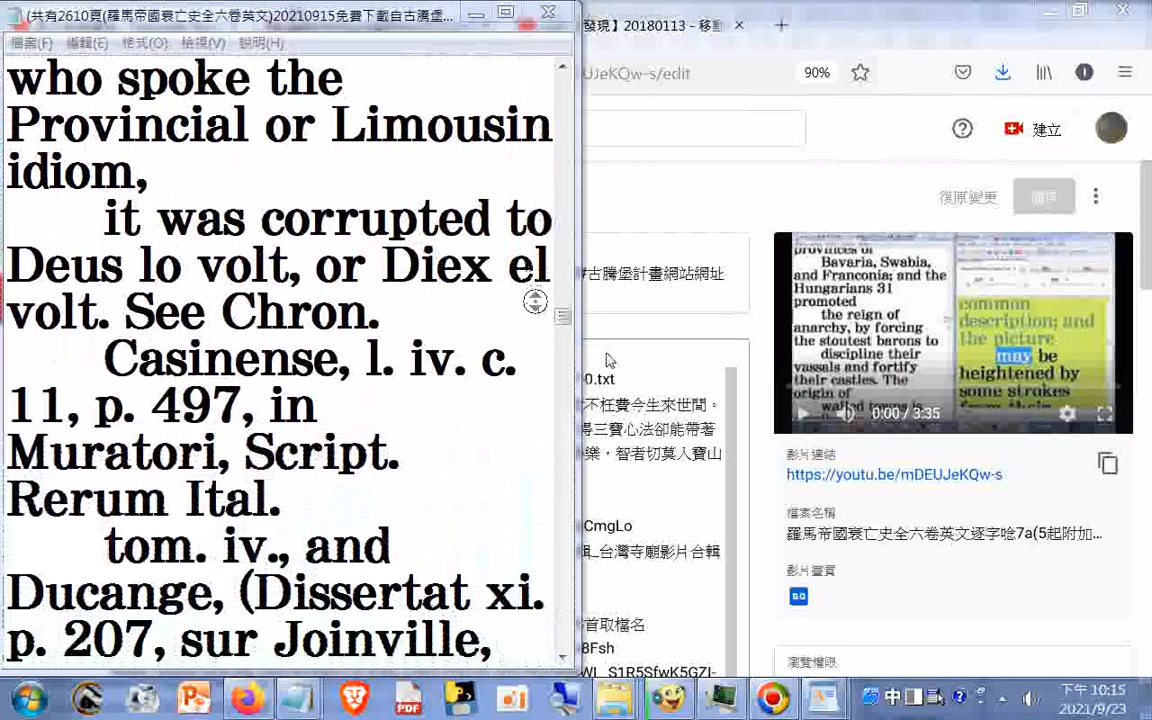 (共有2610頁(羅馬帝國衰亡史全六卷英文)20210915免費下載自古騰堡...
檔案(F) 編輯(E) 格式(O) 檢視(V) 說明(H)
who spoke the
Provincial or Limousin
idiom,
it was corrupted to
Deus lo volt, or Diex el
volt. See Chron.
Casinense, l. iv. c.
11, p. 497, in
Muratori, Script.
Rerum Ital.
tom. iv., and
Ducange, (Dissertat xi.
p. 207, sur Joinville,
發現】20180113 - 移動
JJeKQw-s/edit
90%
建立
復原變更
#古騰堡計畫網站網址
0.txt
不枉費今生來世間。
得三寶心法卻能帶著
樂，智者切莫入寶山
CmgLo
輯_台灣寺廟影片合輯
首取檔名
8Fsh
WL_S1R5SfwK5GZI-
provinces of
Bavaria, Swabia,
and Franconia; and the
Hungarians 31
promoted
the reign of
anarchy, by forcing
the stoutest barons to
discipline their
vassals and fortify
their castles. The
origin of
walled towns is
common
description; and
the picture
may be
heightened by
some strokes
0:00 / 3:35
影片連結
https://youtu.be/mDEUJeKQw-s
檔案名稱
羅馬帝國衰亡史全六卷英文逐字唸7a(5起附加...
影片畫質
瀏覽權限
中
下午 10:15
2021/9/23